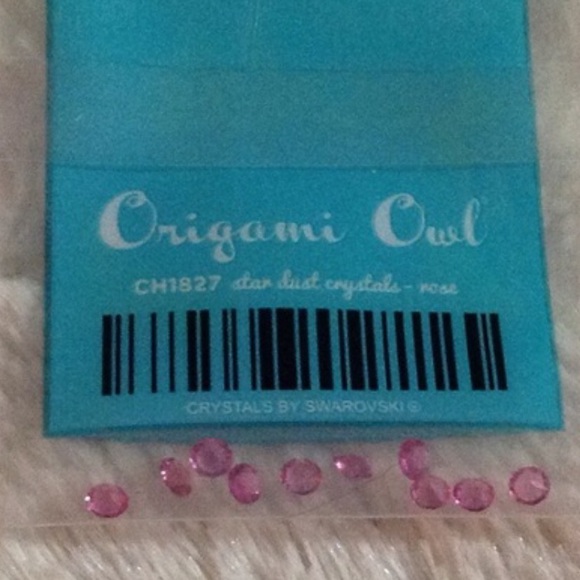 Origami Owl
CH1827 star dust crystals - rose
CRYSTALS BY SWAROVSKI ®